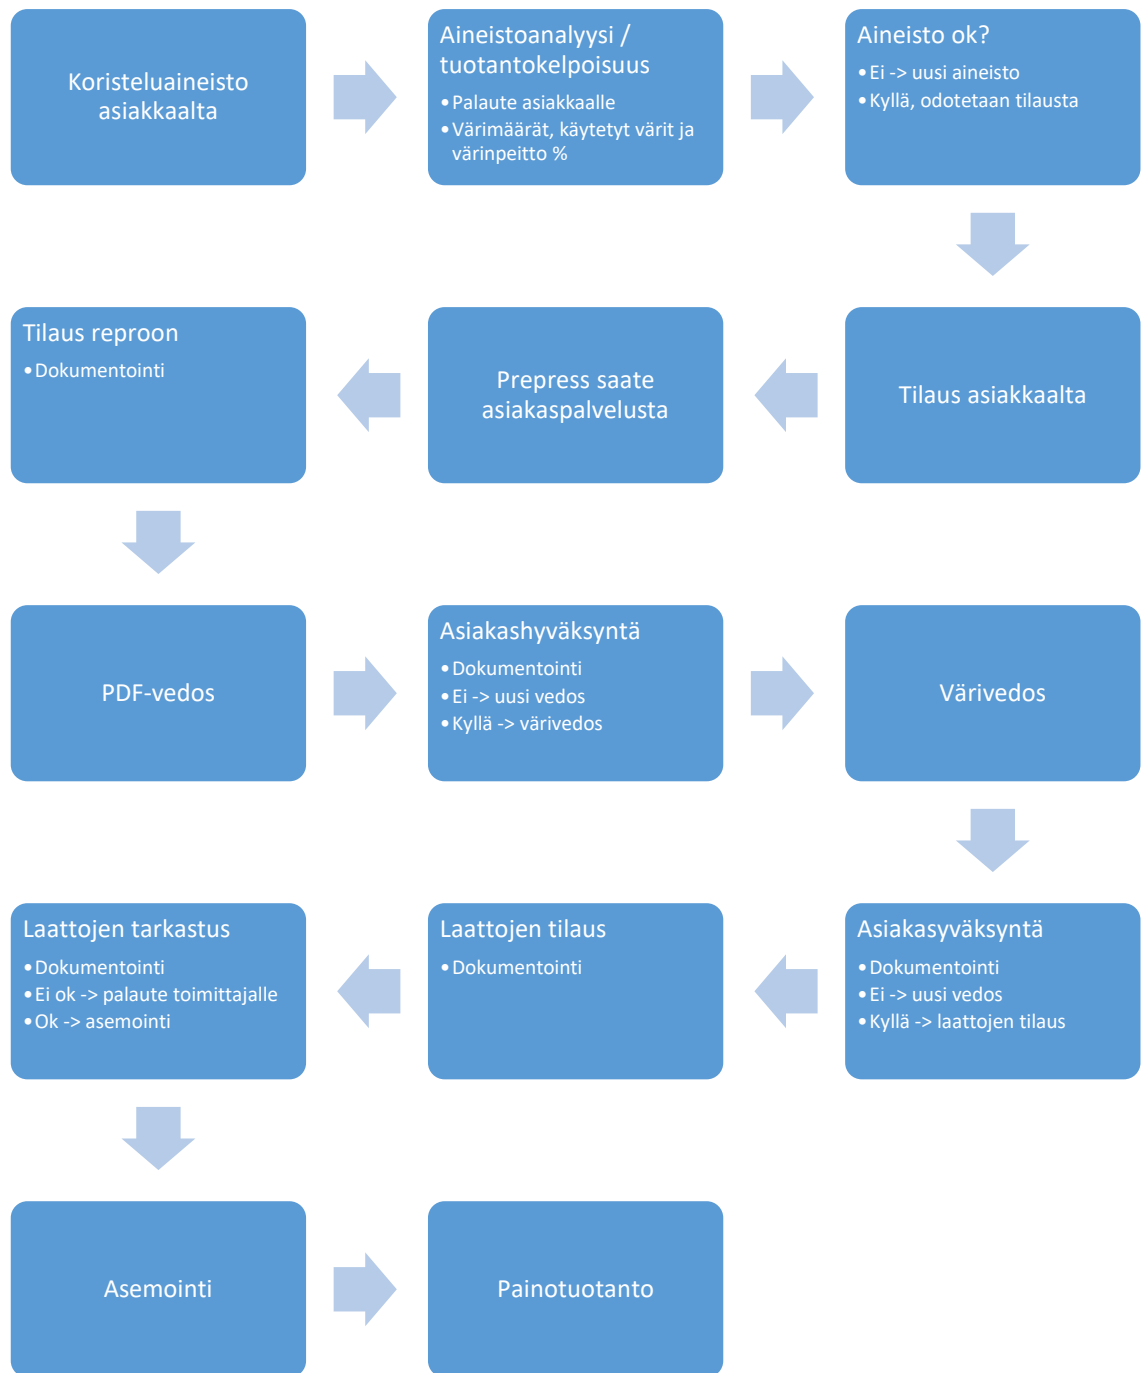 Koristeluaineisto
asiakkaalta
Aineistoanalyysi /
tuotantokelpoisuus
•Palaute asiakkaalle
•Värimäärät, käytetyt värit ja
värinpeitto %
Aineisto ok?
•Ei -> uusi aineisto
•Kyllä, odotetaan tilausta
Tilaus asiakkaalta
Prepress saate
asiakaspalvelusta
Tilaus reproon
•Dokumentointi
PDF-vedos
Asiakashyväksyntä
•Dokumentointi
•Ei -> uusi vedos
•Kyllä -> värivedos
Värivedos
Asiakasyväksyntä
•Dokumentointi
•Ei -> uusi vedos
•Kyllä -> laattojen tilaus
Laattojen tilaus
•Dokumentointi
Laattojen tarkastus
•Dokumentointi
•Ei ok -> palaute toimittajalle
•Ok -> asemointi
Asemointi
Painotuotanto